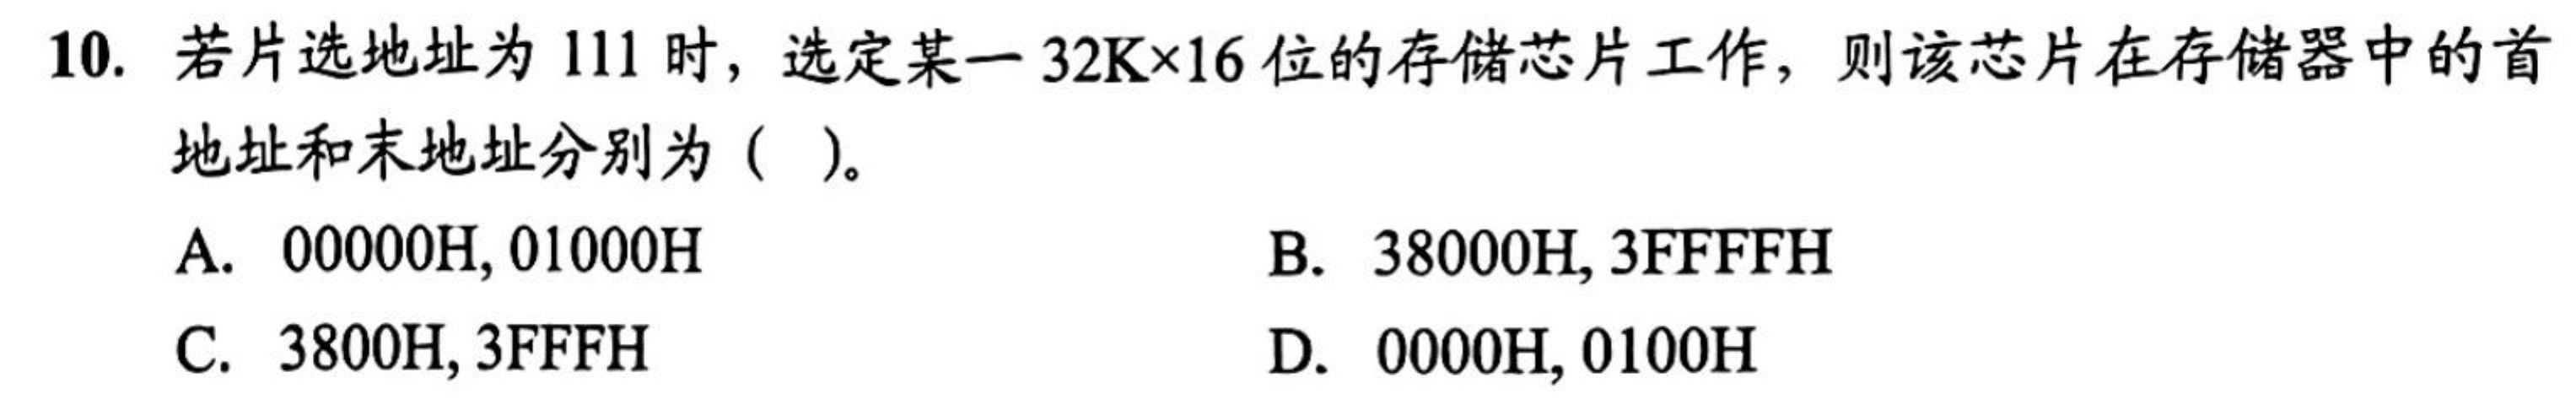 10. 若片选地址为 111 时，选定某一 32K×16 位的存储芯片工作，则该芯片在存储器中的首
地址和末地址分别为（ ）。
A. 00000H, 01000H B. 38000H, 3FFFFH
C. 3800H, 3FFFH D. 0000H, 0100H